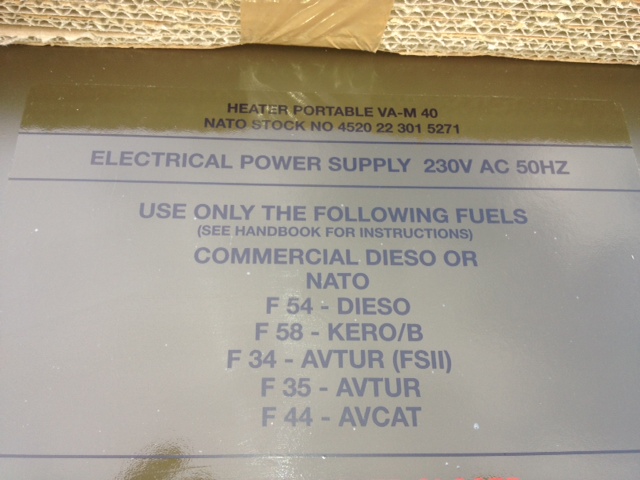 HEATER PORTABLE VA-M 40
NATO STOCK NO 4520 22 301 5271
ELECTRICAL POWER SUPPLY 230V AC 50HZ
USE ONLY THE FOLLOWING FUELS
(SEE HANDBOOK FOR INSTRUCTIONS)
COMMERCIAL DIESO OR
NATO
F 54 - DIESO
F 58 - KERO/B
F 34 - AVTUR (FSII)
F 35 - AVTUR
F 44 - AVCAT